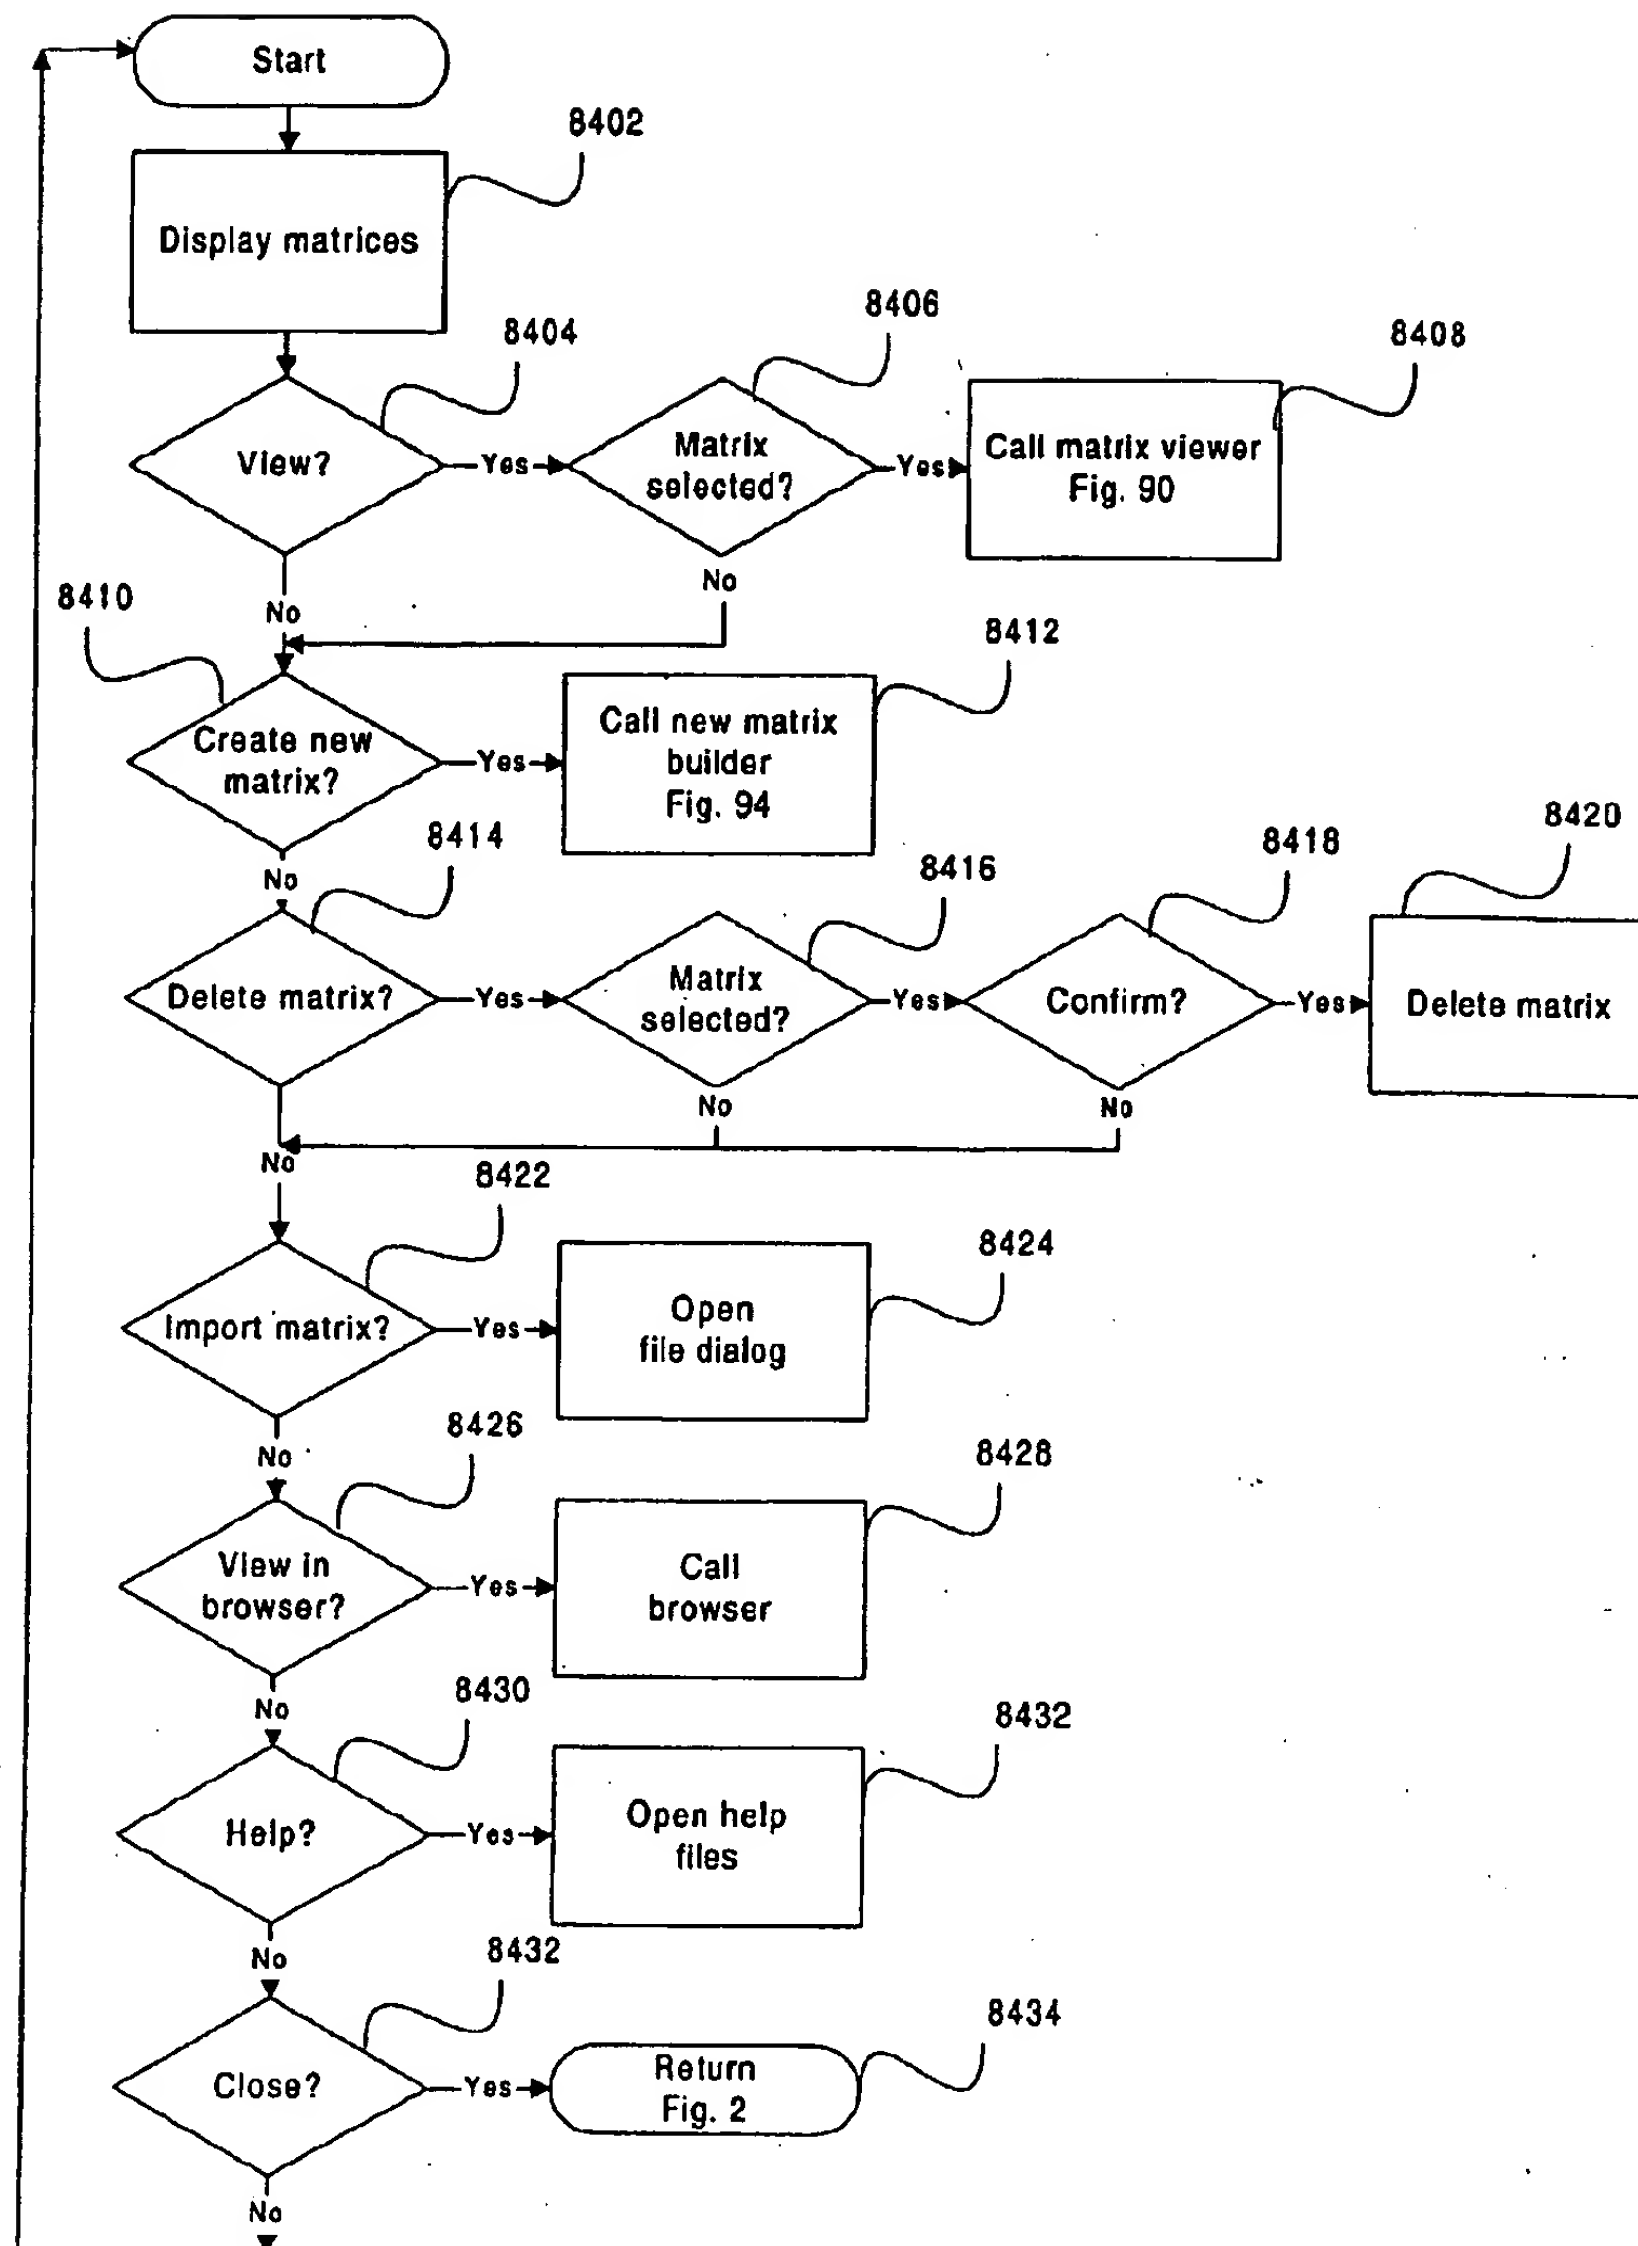 Start
8402
Display matrices
8404
8406
8408
View?
Yes
Matrix
selected?
Yes
Call matrix viewer
Fig. 90
No
No
8410
8412
Create new
matrix?
Yes
Call new matrix
builder
Fig. 94
No
8414
8416
8418
8420
Delete matrix?
Yes
Matrix
selected?
Yes
Confirm?
Yes
Delete matrix
No
No
No
8422
8424
Import matrix?
Yes
Open
file dialog
No
8426
8428
View in
browser?
Yes
Call
browser
No
8430
8432
Help?
Yes
Open help
files
No
8432
8434
Close?
Yes
Return
Fig. 2
No